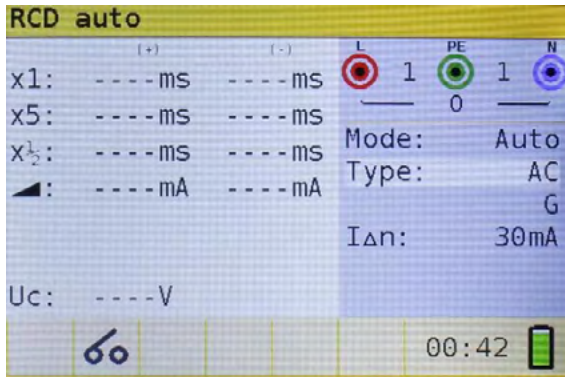 RCD auto
(+) (-)
x1: ----ms ----ms
x5: ----ms ----ms
x½: ----ms ----ms
◢: ----mA ----mA
Uc: ----V
L PE N
1 1
0
Mode: Auto
Type: AC
G
I∆n: 30mA
00:42